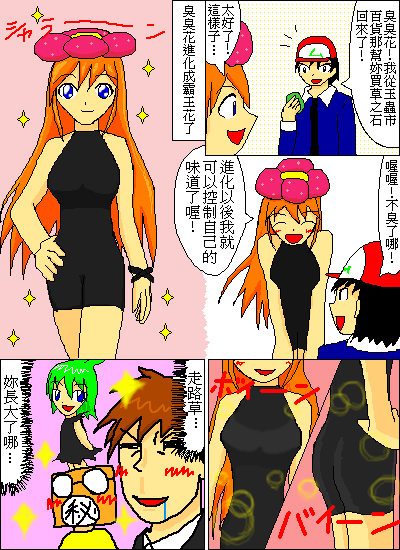 臭臭花!我從玉蟲市
百貨那幫妳買草之石
回來了!
太好了!
這樣子…
シャラーン
臭臭花進化成霸王花了
喔喔!不臭了哪!
進化以後我就
可以控制自己的
味道了喔!
ボイーン
バイーン
走路草…
妳長大了哪…
秘